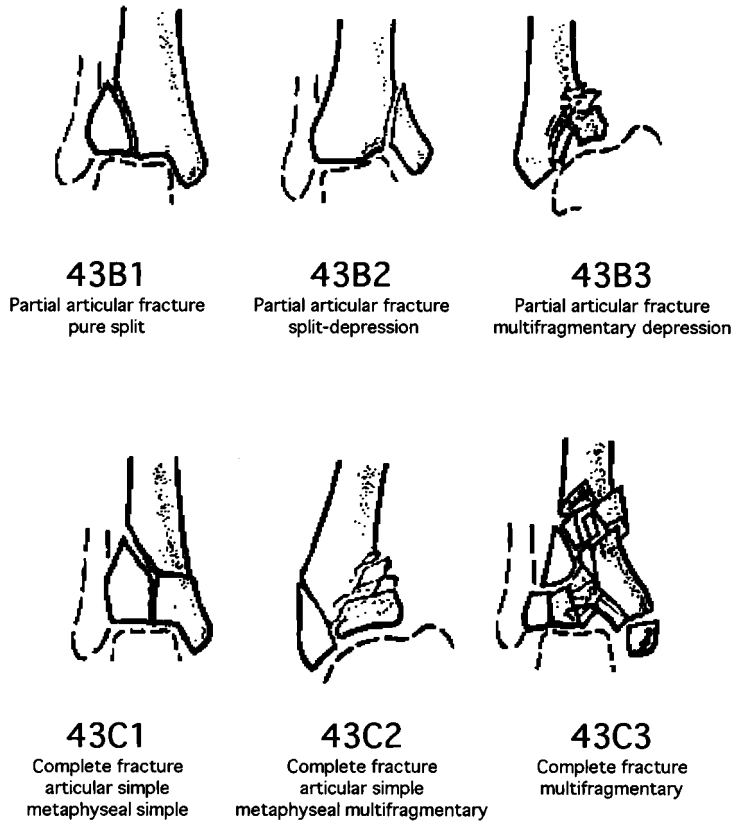 43B1
Partial articular fracture
pure split
43B2
Partial articular fracture
split-depression
43B3
Partial articular fracture
multifragmentary depression
43C1
Complete fracture
articular simple
metaphyseal simple
43C2
Complete fracture
articular simple
metaphyseal multifragmentary
43C3
Complete fracture
multifragmentary